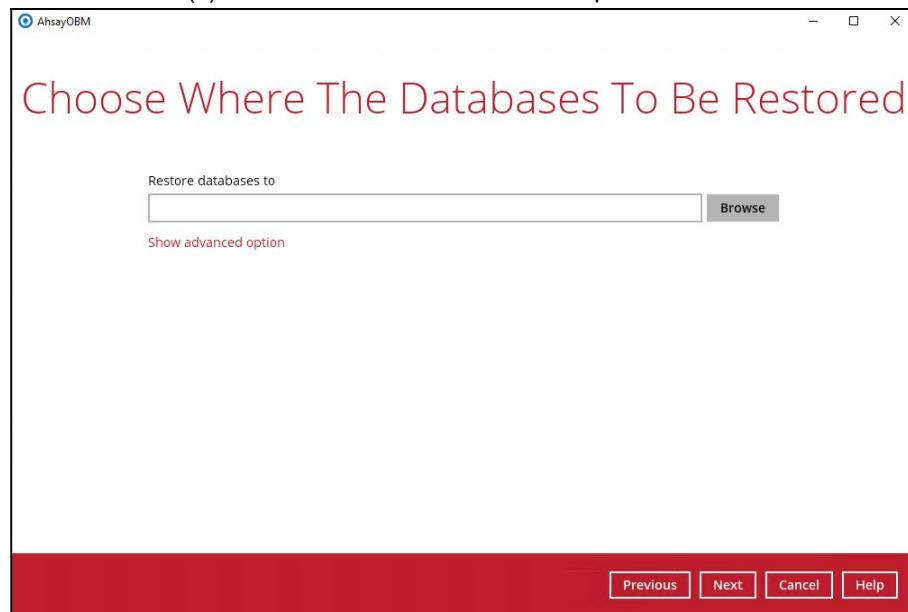 AhsayOBM
Choose Where The Databases To Be Restored
Restore databases to
Browse
Show advanced option
Previous Next Cancel Help